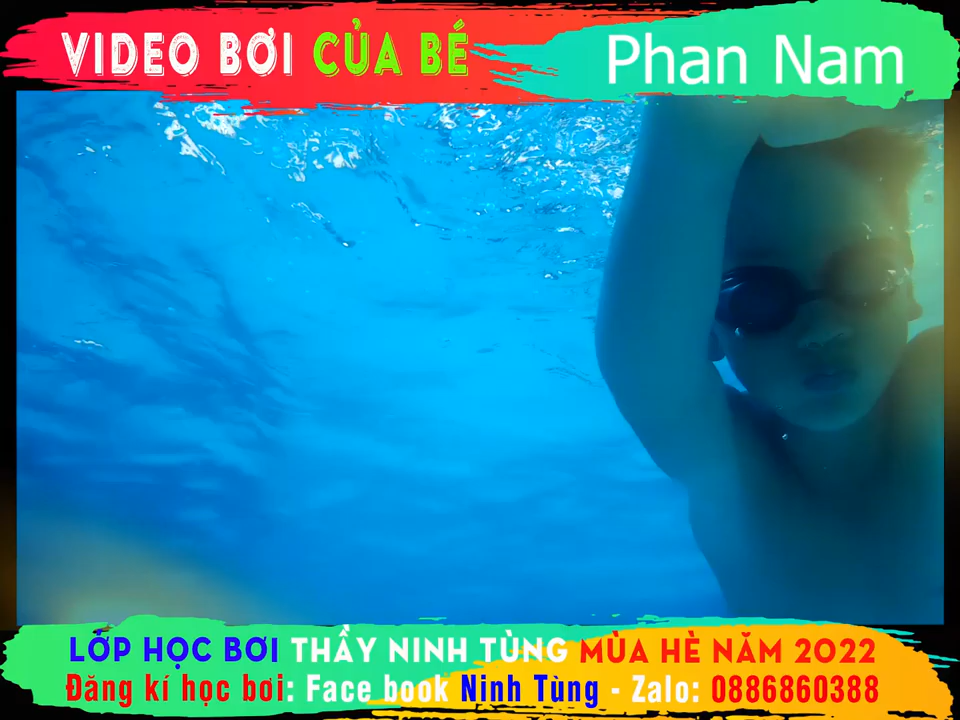 VIDEO BƠI CỦA BÉ
Phan Nam
LỚP HỌC BƠI THẦY NINH TÙNG MÙA HÈ NĂM 2022
Đăng kí học bơi: Face book Ninh Tùng - Zalo: 0886860388